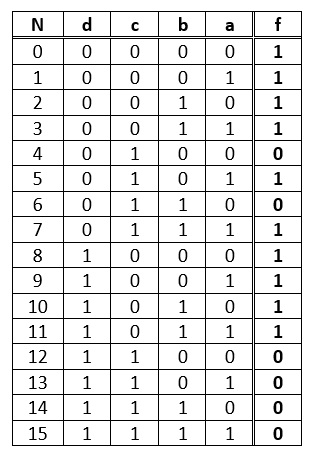 N d c b a f
0 0 0 0 0 1
1 0 0 0 1 1
2 0 0 1 0 1
3 0 0 1 1 1
4 0 1 0 0 0
5 0 1 0 1 1
6 0 1 1 0 0
7 0 1 1 1 1
8 1 0 0 0 1
9 1 0 0 1 1
10 1 0 1 0 1
11 1 0 1 1 1
12 1 1 0 0 0
13 1 1 0 1 0
14 1 1 1 0 0
15 1 1 1 1 0